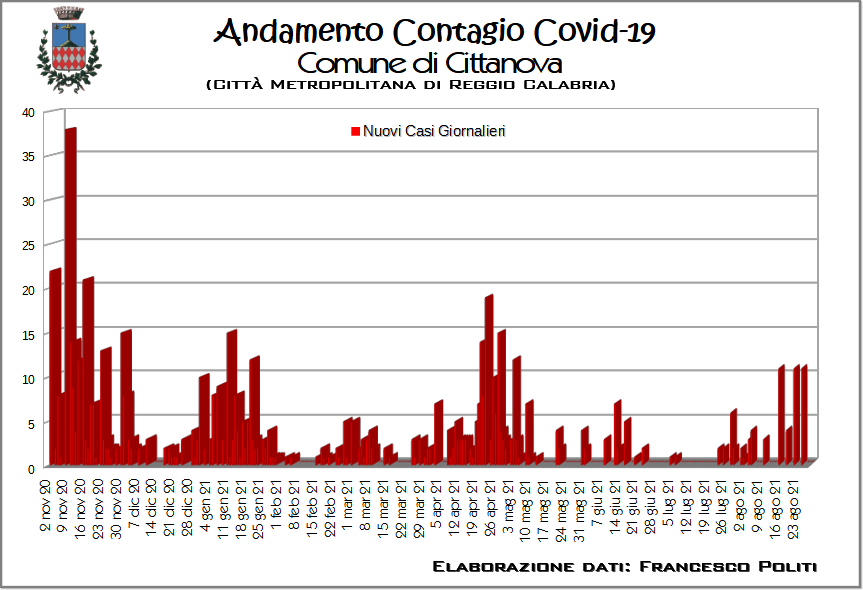 Andamento Contagio Covid-19
Comune di Cittanova
(Città Metropolitana di Reggio Calabria)
Nuovi Casi Giornalieri
40
35
30
25
20
15
10
5
0
2 nov 20
9 nov 20
16 nov 20
23 nov 20
30 nov 20
7 dic 20
14 dic 20
21 dic 20
28 dic 20
4 gen 21
11 gen 21
18 gen 21
25 gen 21
1 feb 21
8 feb 21
15 feb 21
22 feb 21
1 mar 21
8 mar 21
15 mar 21
22 mar 21
29 mar 21
5 apr 21
12 apr 21
19 apr 21
26 apr 21
3 mag 21
10 mag 21
17 mag 21
24 mag 21
31 mag 21
7 giu 21
14 giu 21
21 giu 21
28 giu 21
5 lug 21
12 lug 21
19 lug 21
26 lug 21
2 ago 21
9 ago 21
16 ago 21
23 ago 21
Elaborazione dati: Francesco Politi